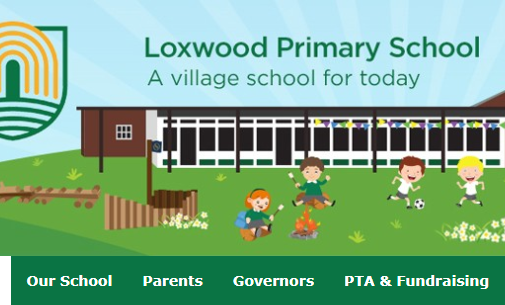 Loxwood Primary School
A village school for today
Our School Parents Governors PTA & Fundraising